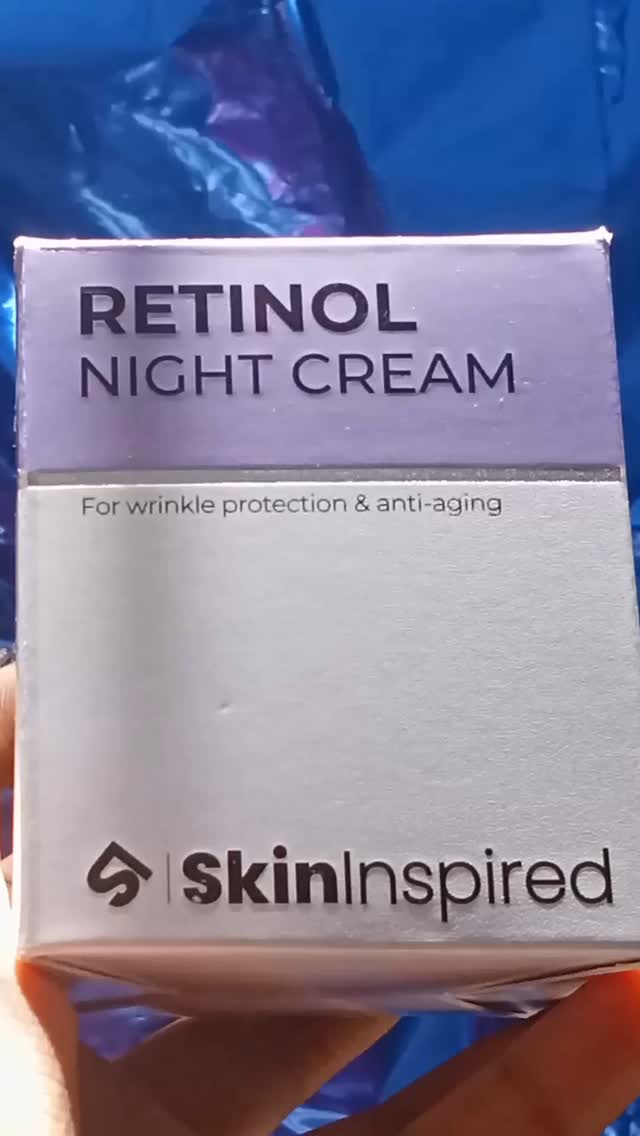 RETINOL
NIGHT CREAM
For wrinkle protection & anti-aging
SkinInspired